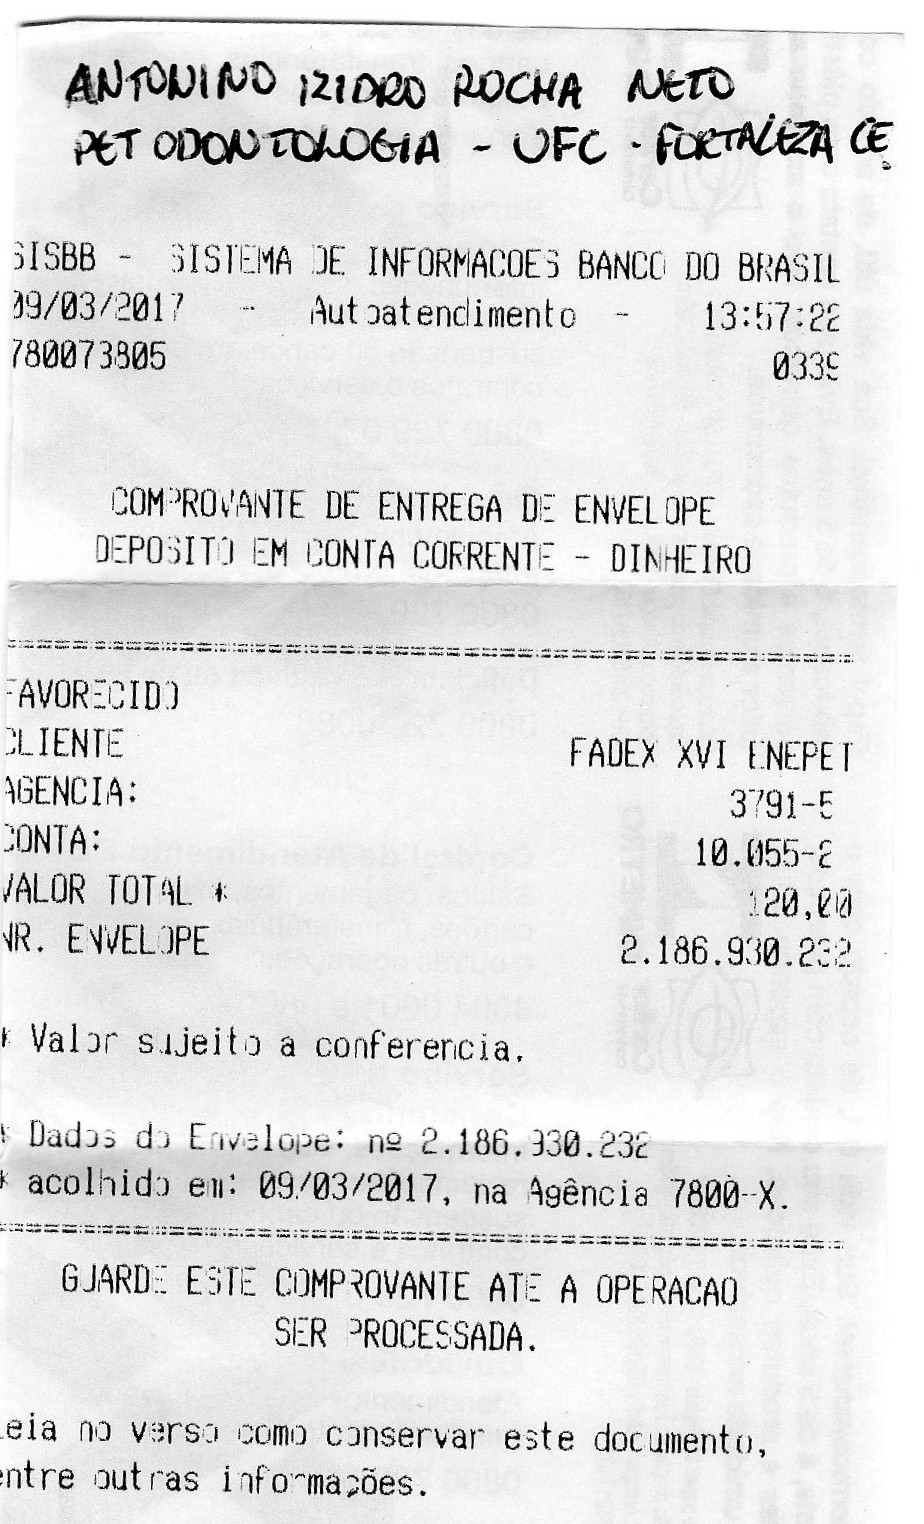 ANTONINO IZIDRO ROCHA NETO
PET ODONTOLOGIA - UFC - FORTALEZA CE
SISBB - SISTEMA DE INFORMACOES BANCO DO BRASIL
09/03/2017 - Autoatendimento - 13:57:22
780073805 0339
COMPROVANTE DE ENTREGA DE ENVELOPE
DEPOSITO EM CONTA CORRENTE - DINHEIRO
FAVORECIDO
CLIENTE FADEX XVI ENEPET
AGENCIA: 3791-5
CONTA: 10.055-2
VALOR TOTAL * 120,00
NR. ENVELOPE 2.186.930.232
* Valor sujeito a conferencia.
* Dados do Envelope: nº 2.186.930.232
* acolhido em: 09/03/2017, na Agência 7800-X.
GUARDE ESTE COMPROVANTE ATE A OPERACAO
SER PROCESSADA.
Leia no verso como conservar este documento,
entre outras informações.